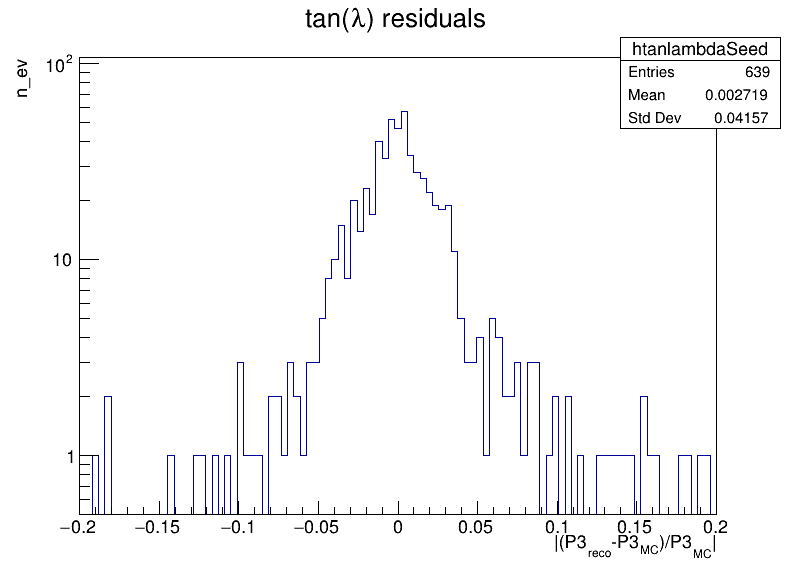 tan(λ) residuals
htanlambdaSeed
Entries 639
Mean 0.002719
Std Dev 0.04157
n_ev
10²
10
1
−0.2 −0.15 −0.1 −0.05 0 0.05 0.1 0.15 0.2
|(P3reco-P3MC)/P3MC|